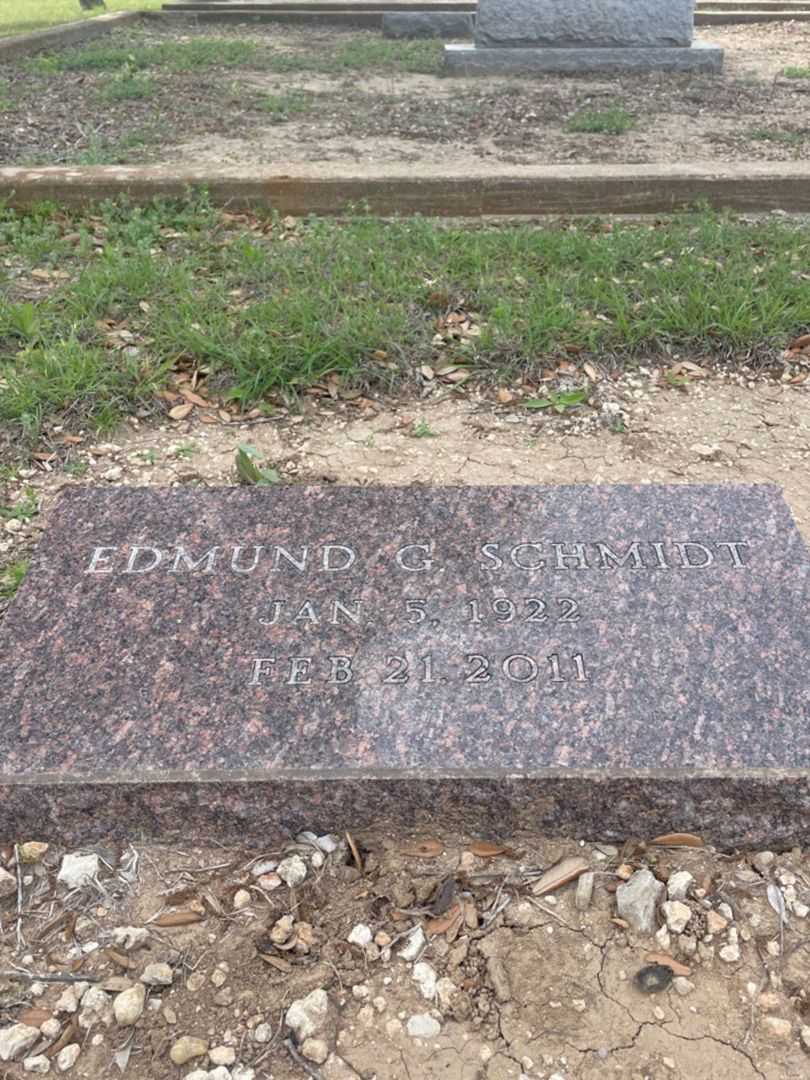 EDMUND G. SCHMIDT
JAN. 5, 1922
FEB 21. 2011